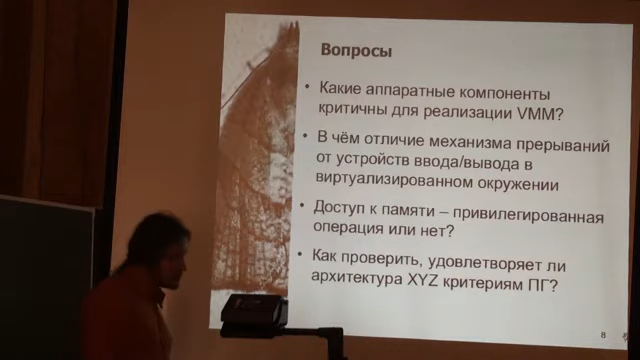 Вопросы
• Какие аппаратные компоненты
критичны для реализации VMM?
• В чём отличие механизма прерываний
от устройств ввода/вывода в
виртуализированном окружении
• Доступ к памяти – привилегированная
операция или нет?
• Как проверить, удовлетворяет ли
архитектура XYZ критериям ПГ?
8